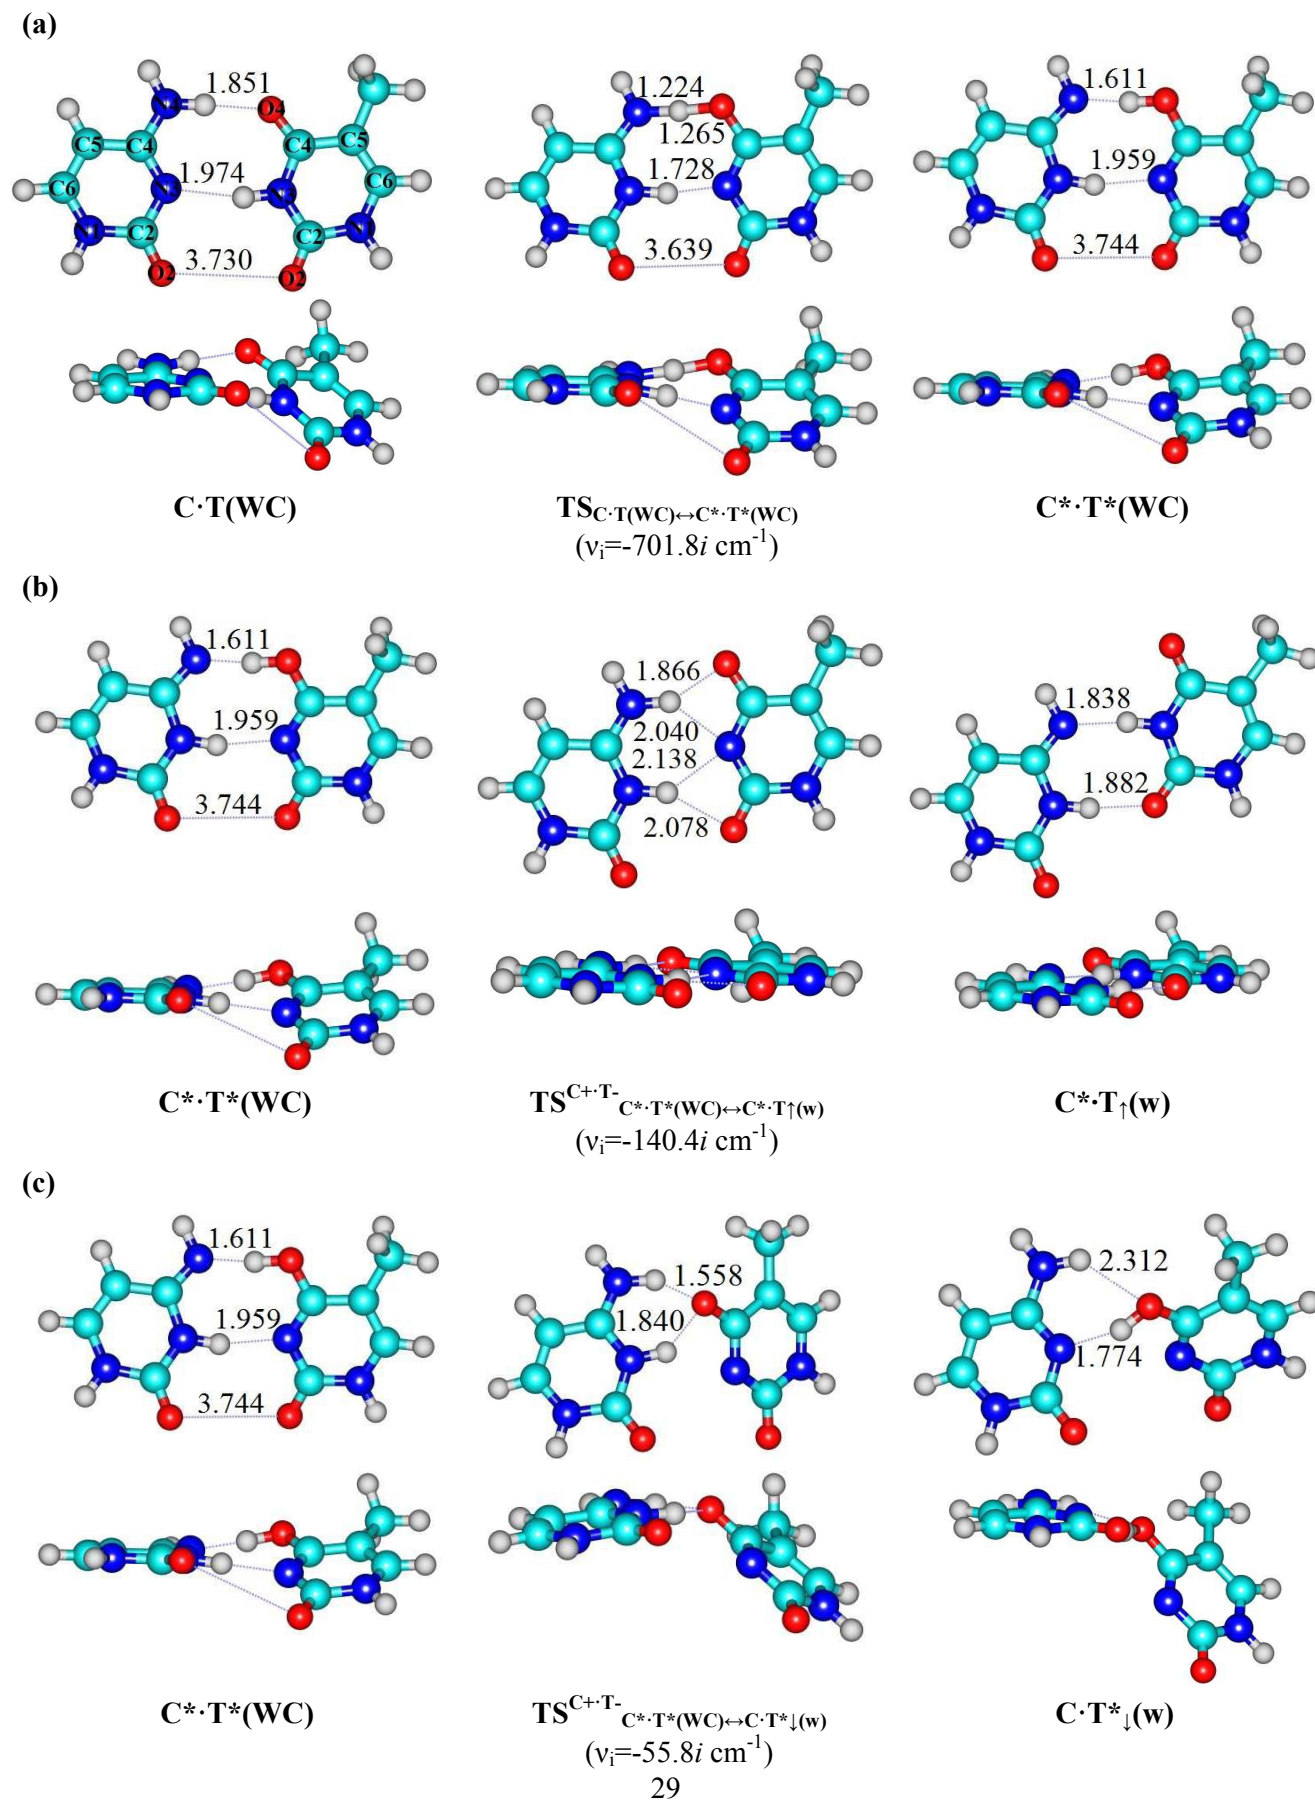 (a)
1.851 1.224 1.611
N4 O4
1.265
C5 C4 C4 C5
1.974 1.728 1.959
C6 N3 N3 C6
N1 C2 C2 N1
3.730 3.639 3.744
O2 O2
C·T(WC) TSC·T(WC)↔C*·T*(WC) C*·T*(WC)
(νi=-701.8i cm-1)
(b)
1.611 1.866 1.838
1.959 2.040
2.138
3.744 2.078 1.882
C*·T*(WC) TSC+·T-C*·T*(WC)↔C*·T↑(w) C*·T↑(w)
(νi=-140.4i cm-1)
(c)
1.611 1.558 2.312
1.959 1.840 1.774
3.744
C*·T*(WC) TSC+·T-C*·T*(WC)↔C·T*↓(w) C·T*↓(w)
(νi=-55.8i cm-1)
29